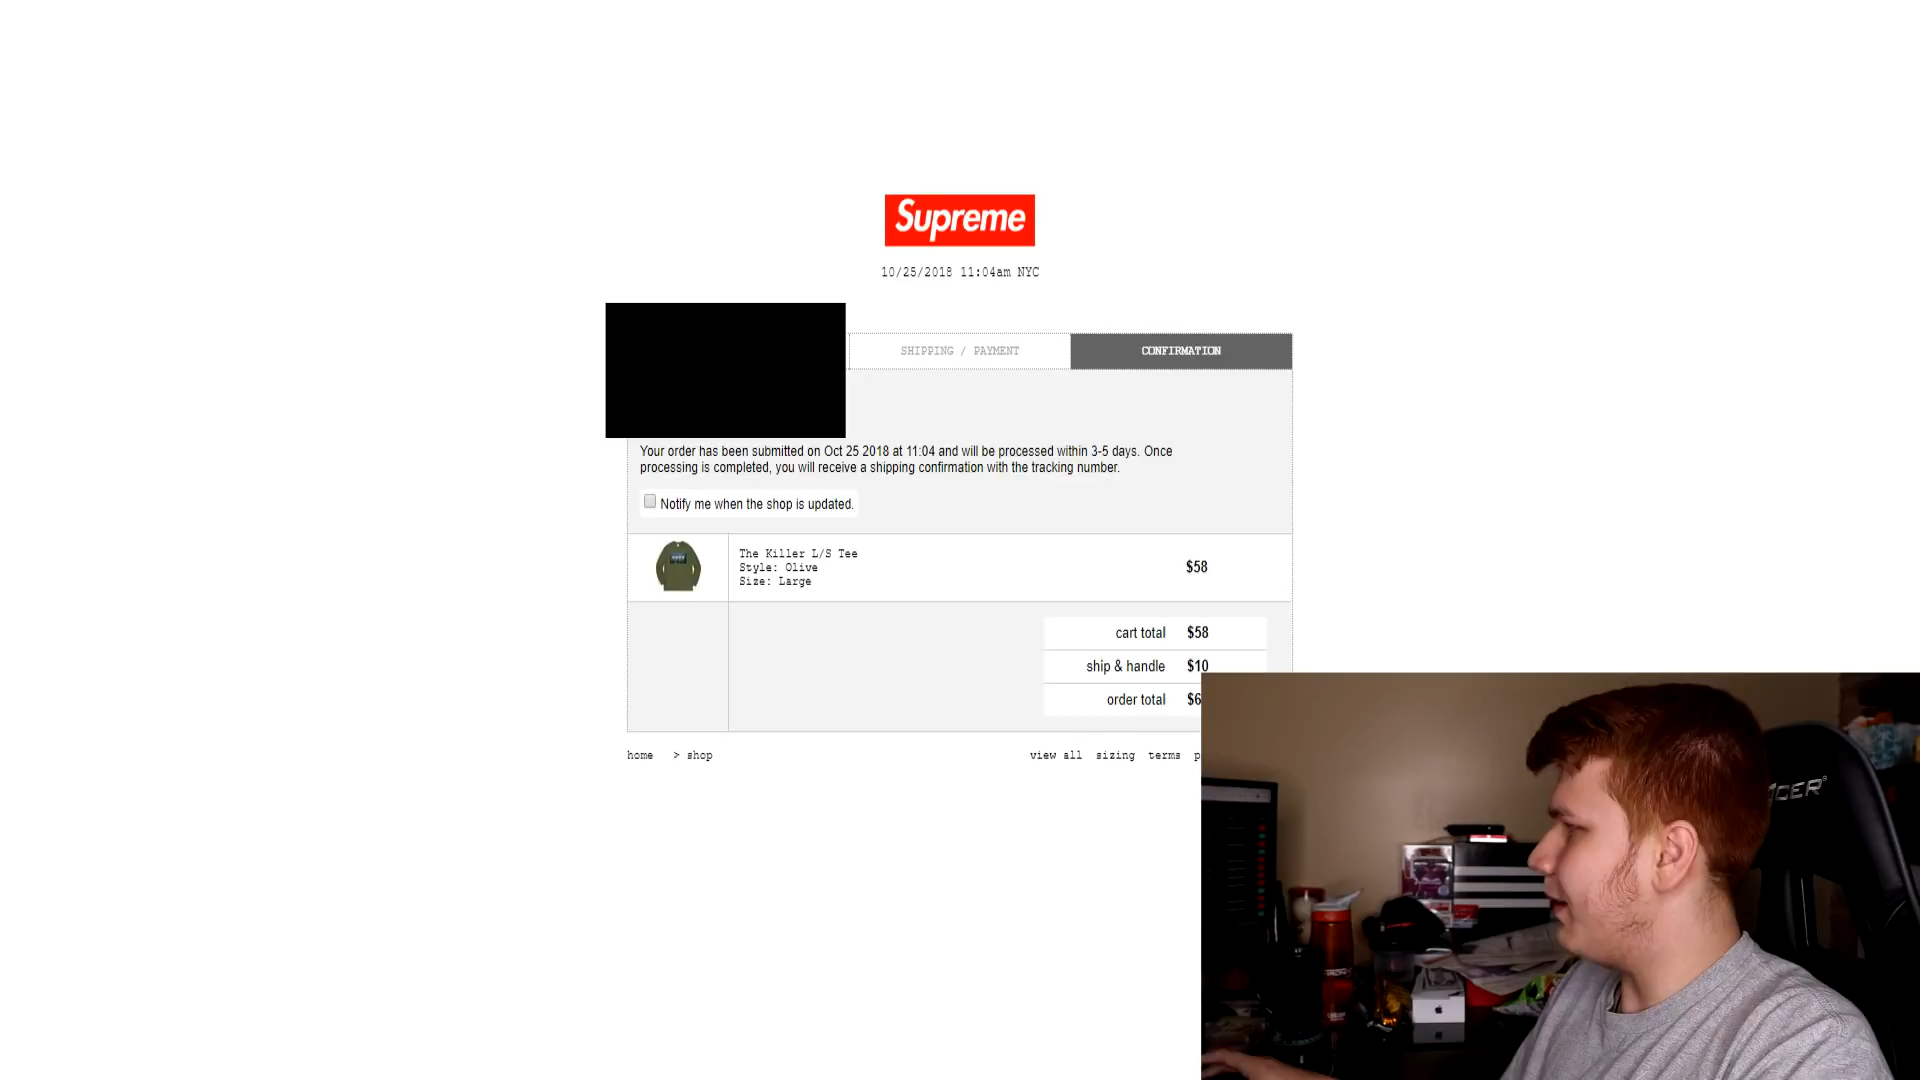 Supreme
10/25/2018 11:04am NYC
SHIPPING / PAYMENT
CONFIRMATION
Your order has been submitted on Oct 25 2018 at 11:04 and will be processed within 3-5 days. Once
processing is completed, you will receive a shipping confirmation with the tracking number.
Notify me when the shop is updated.
The Killer L/S Tee
Style: Olive
Size: Large
$58
cart total $58
ship & handle $10
order total $6
home > shop
view all sizing terms p